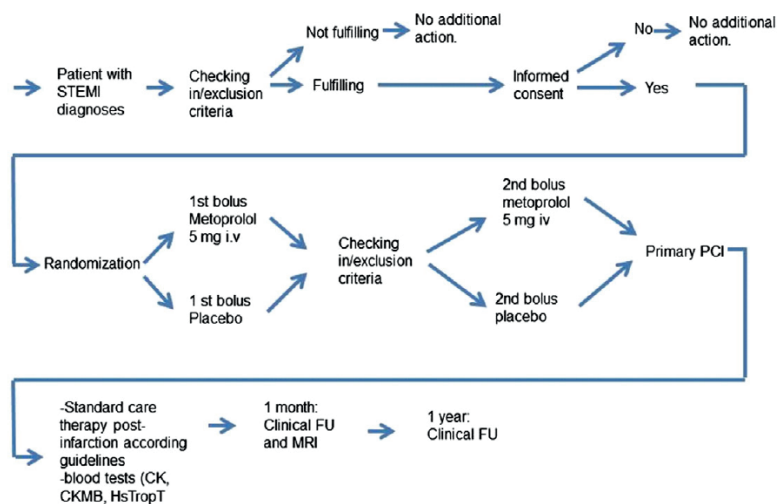 Not fulfilling
No additional
action.
No
No additional
action.
Patient with
STEMI
diagnoses
Checking
in/exclusion
criteria
Fulfilling
Informed
consent
Yes
Randomization
1st bolus
Metoprolol
5 mg i.v
1 st bolus
Placebo
Checking
in/exclusion
criteria
2nd bolus
metoprolol
5 mg iv
2nd bolus
placebo
Primary PCI
-Standard care
therapy post-
infarction according
guidelines
-blood tests (CK,
CKMB, HsTropT
1 month:
Clinical FU
and MRI
1 year:
Clinical FU